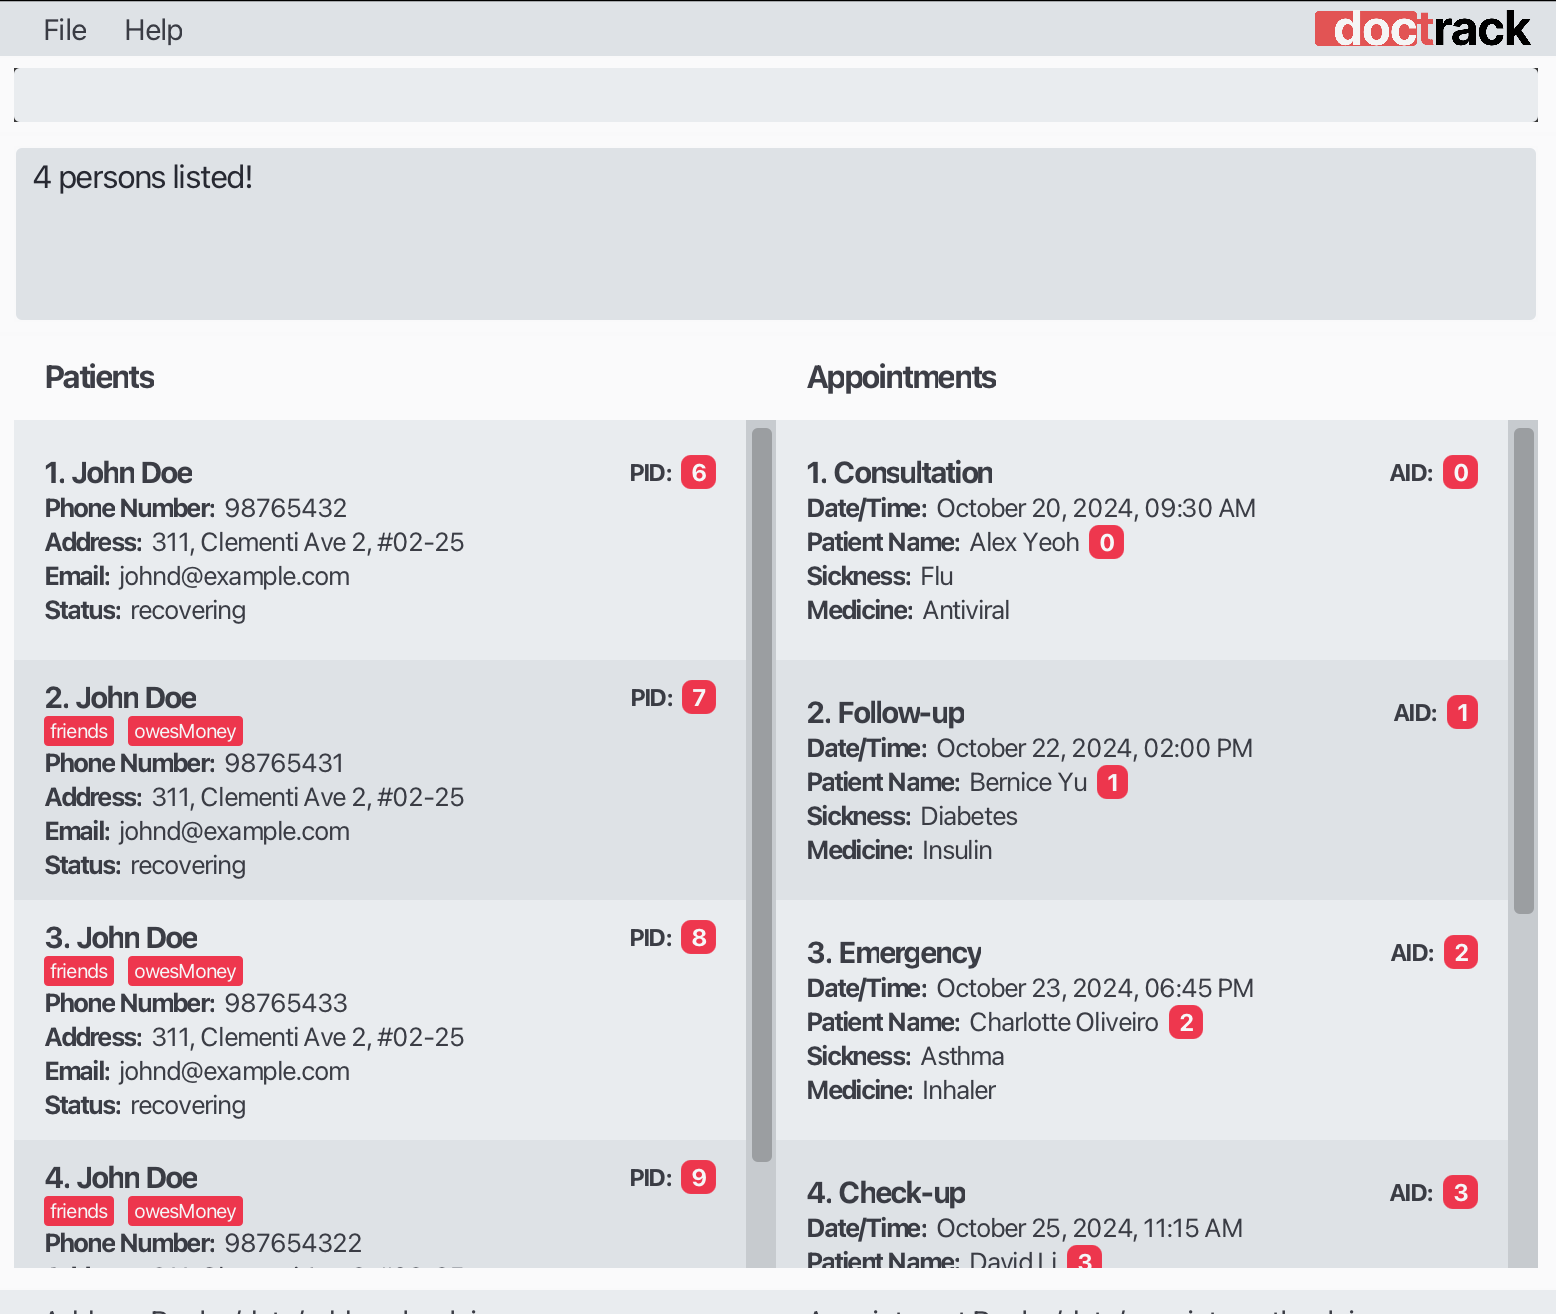 File Help doctrack
4 persons listed!
Patients
1. John Doe PID: 6
Phone Number: 98765432
Address: 311, Clementi Ave 2, #02-25
Email: johnd@example.com
Status: recovering
2. John Doe PID: 7
friends owesMoney
Phone Number: 98765431
Address: 311, Clementi Ave 2, #02-25
Email: johnd@example.com
Status: recovering
3. John Doe PID: 8
friends owesMoney
Phone Number: 98765433
Address: 311, Clementi Ave 2, #02-25
Email: johnd@example.com
Status: recovering
4. John Doe PID: 9
friends owesMoney
Phone Number: 987654322
Appointments
1. Consultation AID: 0
Date/Time: October 20, 2024, 09:30 AM
Patient Name: Alex Yeoh 0
Sickness: Flu
Medicine: Antiviral
2. Follow-up AID: 1
Date/Time: October 22, 2024, 02:00 PM
Patient Name: Bernice Yu 1
Sickness: Diabetes
Medicine: Insulin
3. Emergency AID: 2
Date/Time: October 23, 2024, 06:45 PM
Patient Name: Charlotte Oliveiro 2
Sickness: Asthma
Medicine: Inhaler
4. Check-up AID: 3
Date/Time: October 25, 2024, 11:15 AM
Patient Name: David Li 3